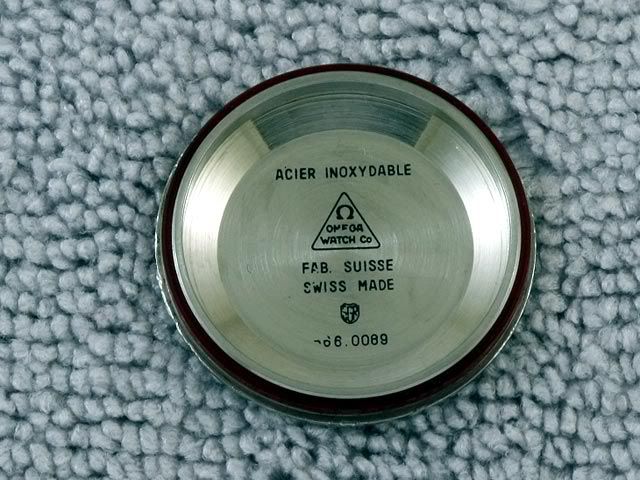 ACIER INOXYDABLE
Ω
OMEGA
WATCH Co
FAB. SUISSE
SWISS MADE